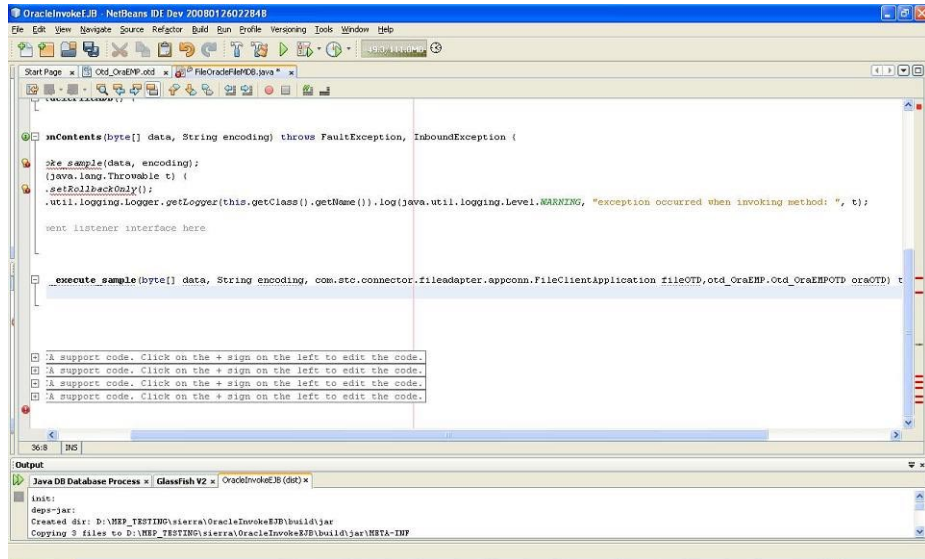 OracleInvokeEJB - NetBeans IDE Dev 200801260228​48
File Edit View Navigate Source Refactor Build Run Profile Versioning Tools Window Help
Start Page x Otd_OraEMP.otd x FileOracleFileMDB.java * x
onContents(byte[] data, String encoding) throws FaultException, InboundException {
oke_sample(data, encoding);
(java.lang.Throwable t) {
.setRollbackOnly();
.util.logging.Logger.getLogger(this.getClass().getName()).log(java.util.logging.Level.WARNING, "exception occurred when invoking method: ", t);
ment listener interface here
execute_sample(byte[] data, String encoding, com.stc.connector.fileadapter.appconn.FileClientApplication fileOTD,otd_OraEMP.Otd_OraEMPOTD oraOTD) t
CA support code. Click on the + sign on the left to edit the code.
CA support code. Click on the + sign on the left to edit the code.
CA support code. Click on the + sign on the left to edit the code.
CA support code. Click on the + sign on the left to edit the code.
36:8 INS
Output
Java DB Database Process x GlassFish V2 x OracleInvokeEJB (dist) x
init:
deps-jar:
Created dir: D:\MEP_TESTING\sierra\OracleInvokeEJB\build\jar
Copying 3 files to D:\MEP_TESTING\sierra\OracleInvokeEJB\build\jar\META-INF